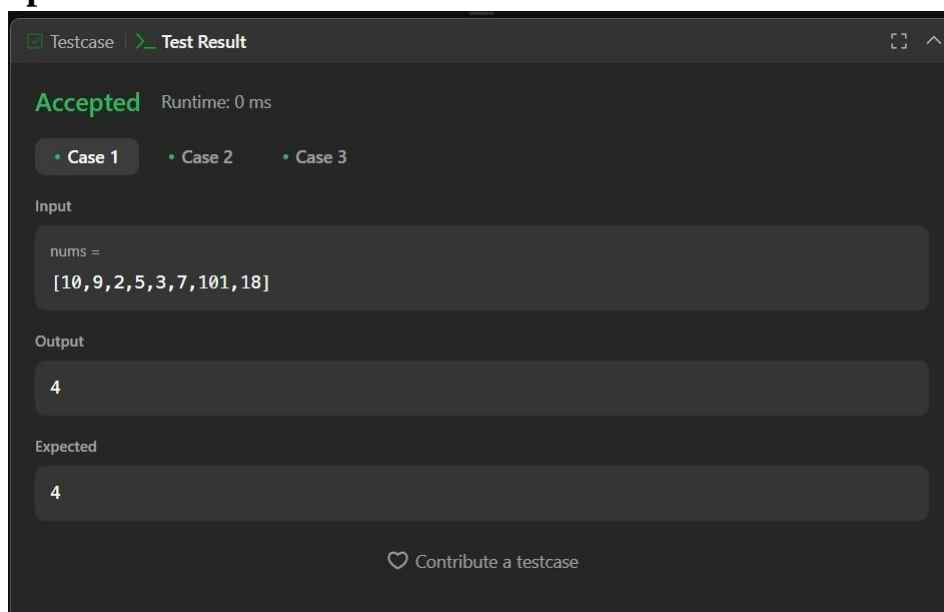 Testcase | >_ Test Result
Accepted Runtime: 0 ms
• Case 1 • Case 2 • Case 3
Input
nums =
[10,9,2,5,3,7,101,18]
Output
4
Expected
4
Contribute a testcase